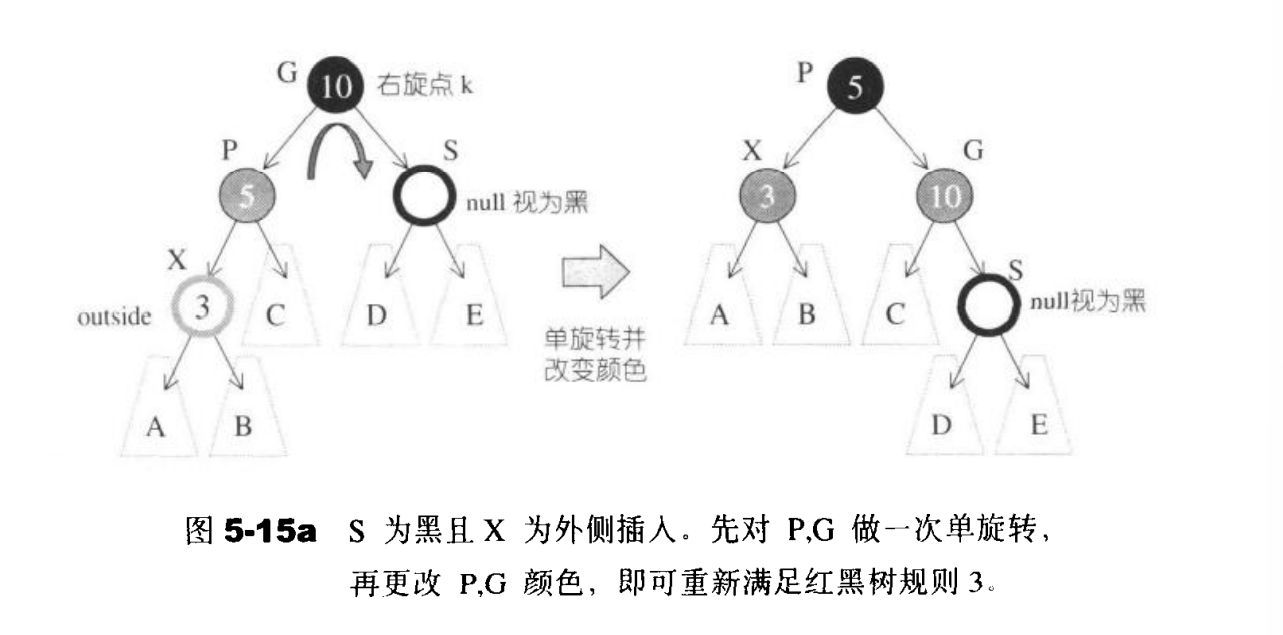 G 10 右旋点 k
P 5
P
S
X
G
5
null 视为黑
3
10
X
S
outside 3 C D E
A B C
null视为黑
单旋转并
改变颜色
A B
D E
图 5-15a S 为黑且 X 为外侧插入。先对 P,G 做一次单旋转,
再更改 P,G 颜色，即可重新满足红黑树规则 3。